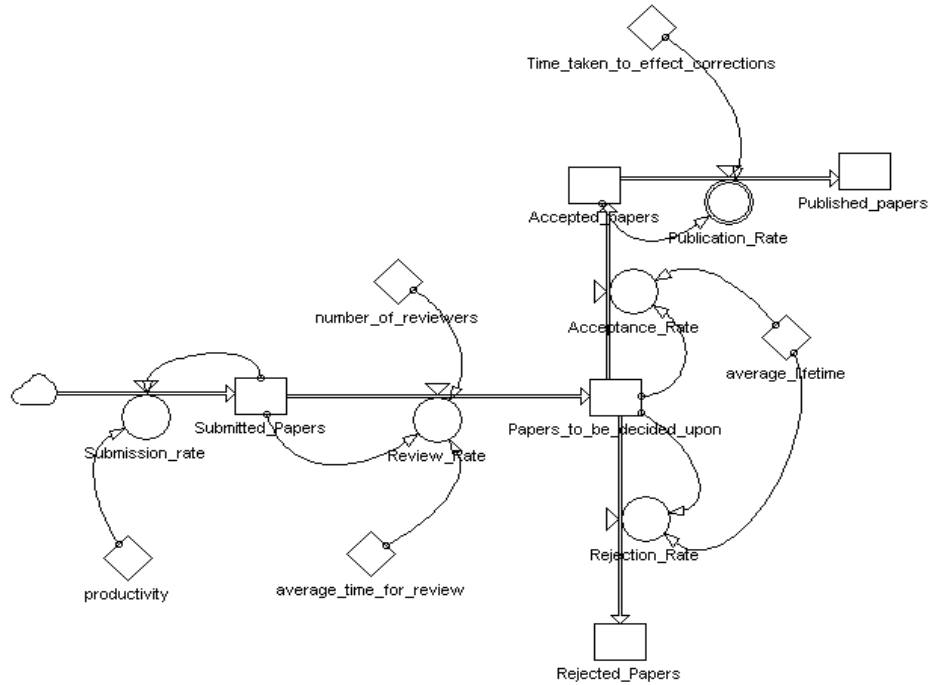 Time_taken_to_effect_corrections
Accepted_papers
Published_papers
Publication_Rate
number_of_reviewers
Acceptance_Rate
average_lifetime
Submitted_Papers
Papers_to_be_decided_upon
Submission_rate
Review_Rate
Rejection_Rate
productivity
average_time_for_review
Rejected_Papers